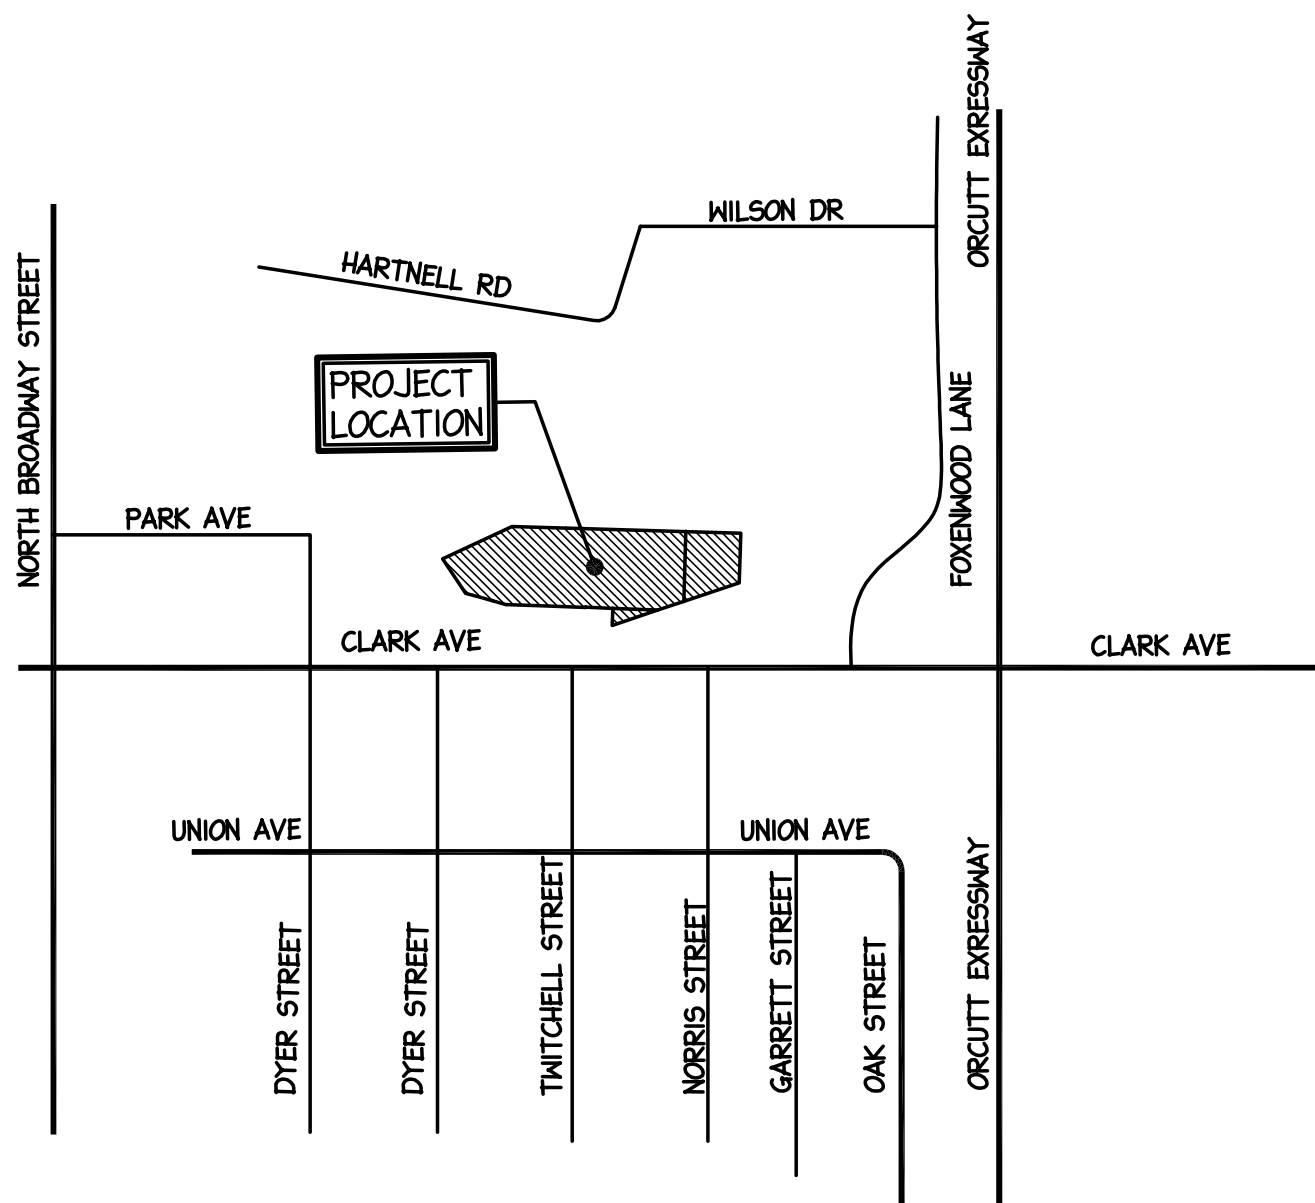 ORCUTT EXRESSWAY
WILSON DR
HARTNELL RD
NORTH BROADWAY STREET
PROJECT
LOCATION
FOXENWOOD LANE
PARK AVE
CLARK AVE
CLARK AVE
UNION AVE
UNION AVE
DYER STREET
DYER STREET
TWITCHELL STREET
NORRIS STREET
GARRETT STREET
OAK STREET
ORCUTT EXRESSWAY